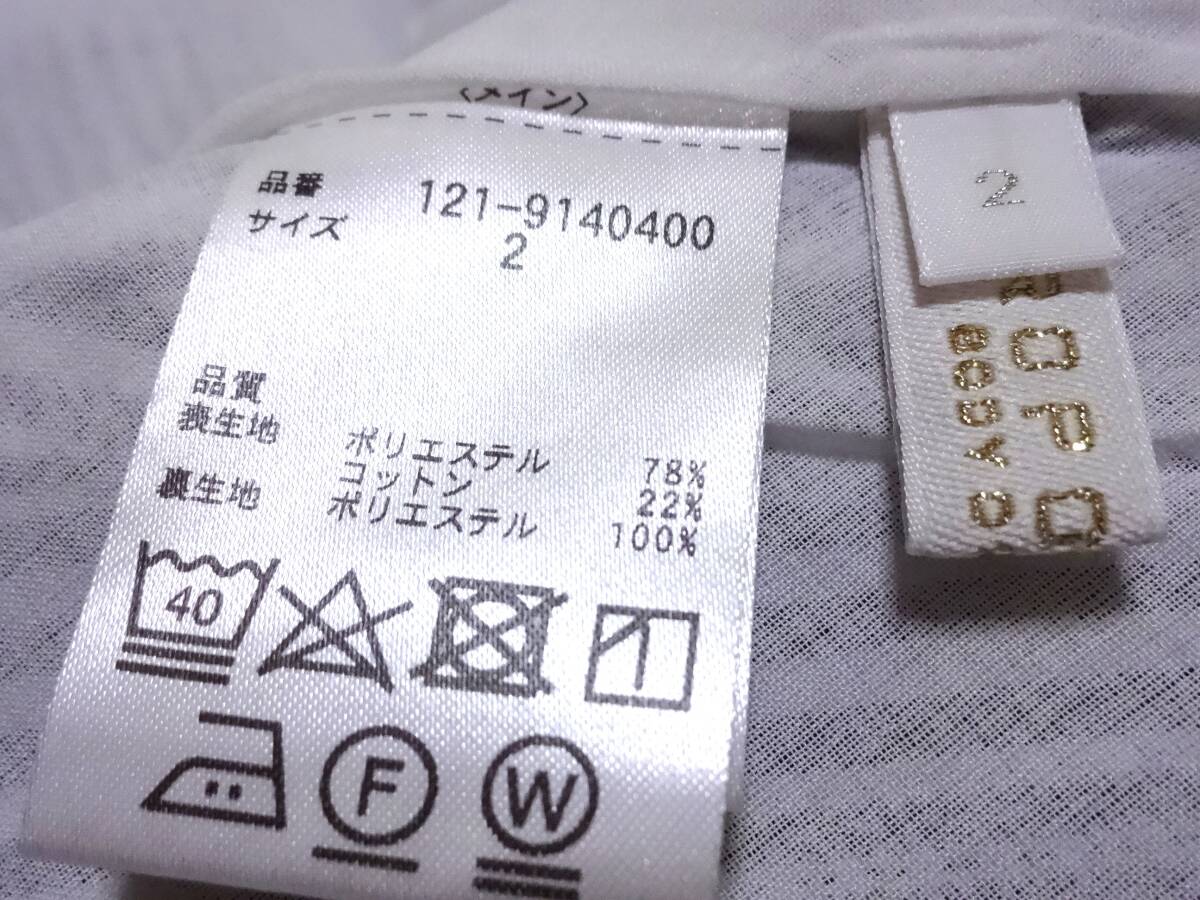 〈メイン〉
品番 121-9140400
サイズ 2
品質
表生地 ポリエステル 78%
コットン 22%
裏生地 ポリエステル 100%
40
F
W
2
ROPÉ
BODY